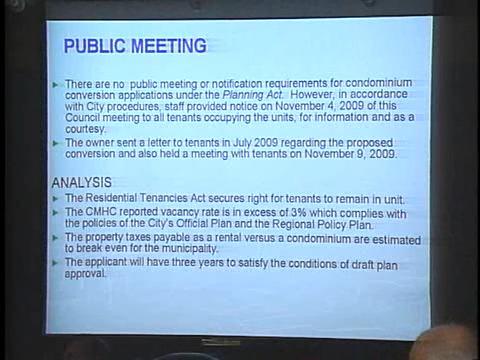 PUBLIC MEETING
There are no public meeting or notification requirements for condominium
conversion applications under the Planning Act. However, in accordance
with City procedures, staff provided notice on November 4, 2009 of this
Council meeting to all tenants occupying the units, for information and as a
courtesy.
The owner sent a letter to tenants in July 2009 regarding the proposed
conversion and also held a meeting with tenants on November 9, 2009.
ANALYSIS
The Residential Tenancies Act secures right for tenants to remain in unit.
The CMHC reported vacancy rate is in excess of 3% which complies with
the policies of the City's Official Plan and the Regional Policy Plan.
The property taxes payable as a rental versus a condominium are estimated
to break even for the municipality.
The applicant will have three years to satisfy the conditions of draft plan
approval.